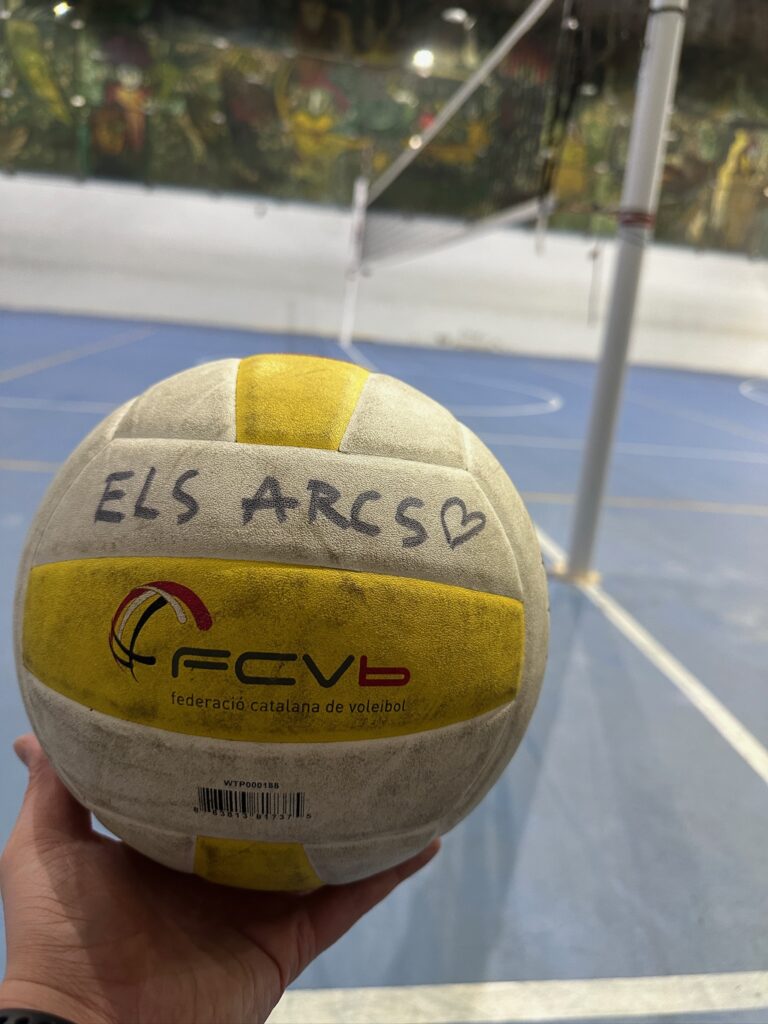 ELS ARCS♡
FCVb
federació catalana de voleibol
WTP000188